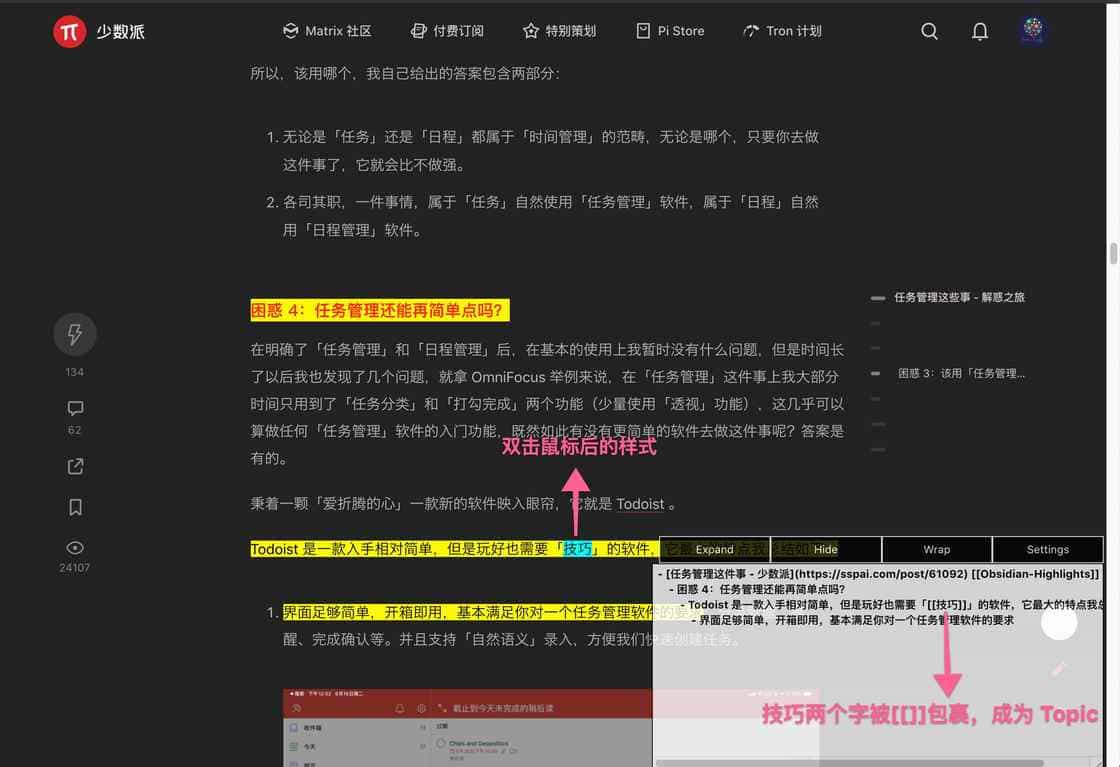 少数派
Matrix 社区
付费订阅
特别策划
Pi Store
Tron 计划
所以，该用哪个，我自己给出的答案包含两部分：
1. 无论是「任务」还是「日程」都属于「时间管理」的范畴，无论是哪个，只要你去做
这件事了，它就会比不做强。
2. 各司其职，一件事情，属于「任务」自然使用「任务管理」软件，属于「日程」自然
用「日程管理」软件。
困惑 4：任务管理还能再简单点吗？
在明确了「任务管理」和「日程管理」后，在基本的使用上我暂时没有什么问题，但是时间长
了以后我也发现了几个问题，就拿 OmniFocus 举例来说，在「任务管理」这件事上我大部分
时间只用到了「任务分类」和「打勾完成」两个功能（少量使用「透视」功能），这几乎可以
算做任何「任务管理」软件的入门功能，既然如此有没有更简单的软件去做这件事呢？答案是
有的。
双击鼠标后的样式
秉着一颗「爱折腾的心」一款新的软件映入眼帘，它就是 Todoist 。
Todoist 是一款入手相对简单，但是玩好也需要「技巧」的软件，
1. 界面足够简单，开箱即用，基本满足你对一个任务管理软件的要求
醒、完成确认等。并且支持「自然语义」录入，方便我们快速创建任务。
134
62
24107
任务管理这些事 - 解惑之旅
困惑 3：该用「任务管理...
Expand
Hide
Wrap
Settings
- [任务管理这件事 - 少数派](https://sspai.com/post/61092) [[Obsidian-Highlights]]
- 困惑 4：任务管理还能再简单点吗？
- Todoist 是一款入手相对简单，但是玩好也需要「[[技巧]]」的软件，它最大的特点我总
- 界面足够简单，开箱即用，基本满足你对一个任务管理软件的要求
技巧两个字被[[]]包裹，成为 Topic
截止到今天未完成的稍后读
收件箱
过期
今天